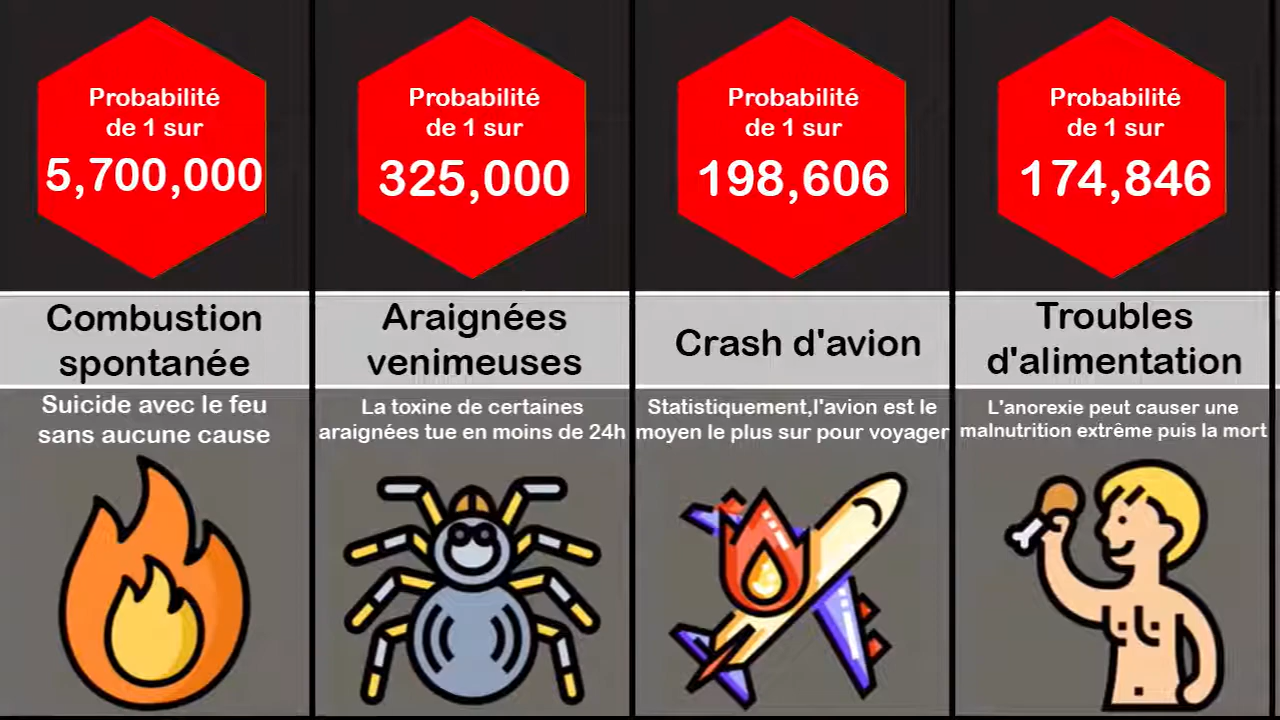 Probabilité
de 1 sur
5,700,000
Combustion
spontanée
Suicide avec le feu
sans aucune cause
Probabilité
de 1 sur
325,000
Araignées
venimeuses
La toxine de certaines
araignées tue en moins de 24h
Probabilité
de 1 sur
198,606
Crash d'avion
Statistiquement,l'avion est le
moyen le plus sur pour voyager
Probabilité
de 1 sur
174,846
Troubles
d'alimentation
L'anorexie peut causer une
malnutrition extrême puis la mort